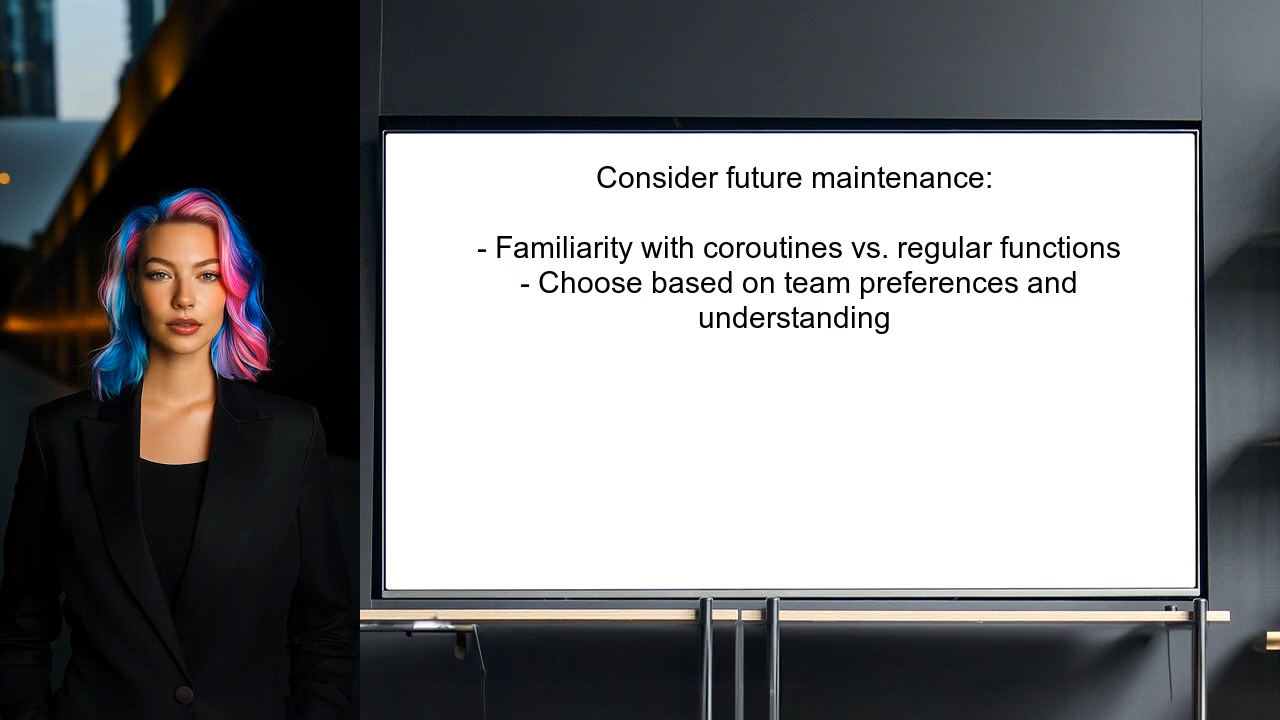 Consider future maintenance:
- Familiarity with coroutines vs. regular functions
- Choose based on team preferences and
understanding